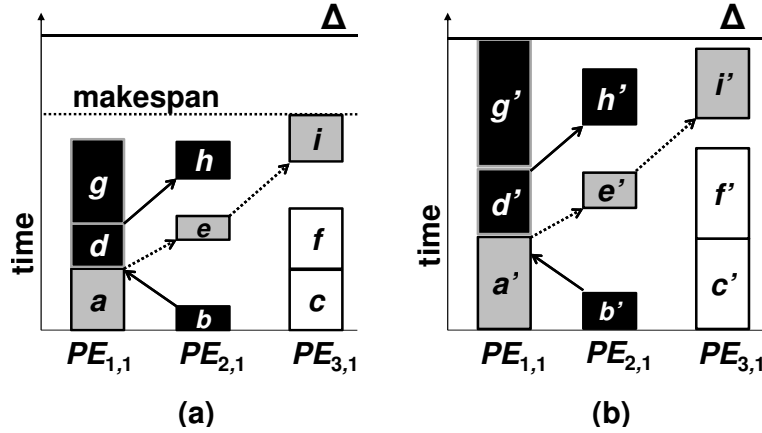 Δ Δ
makespan
g h i
d e f
a b c
time
PE1,1 PE2,1 PE3,1
(a)
g’ h’ i’
d’ e’ f’
a’ b’ c’
time
PE1,1 PE2,1 PE3,1
(b)